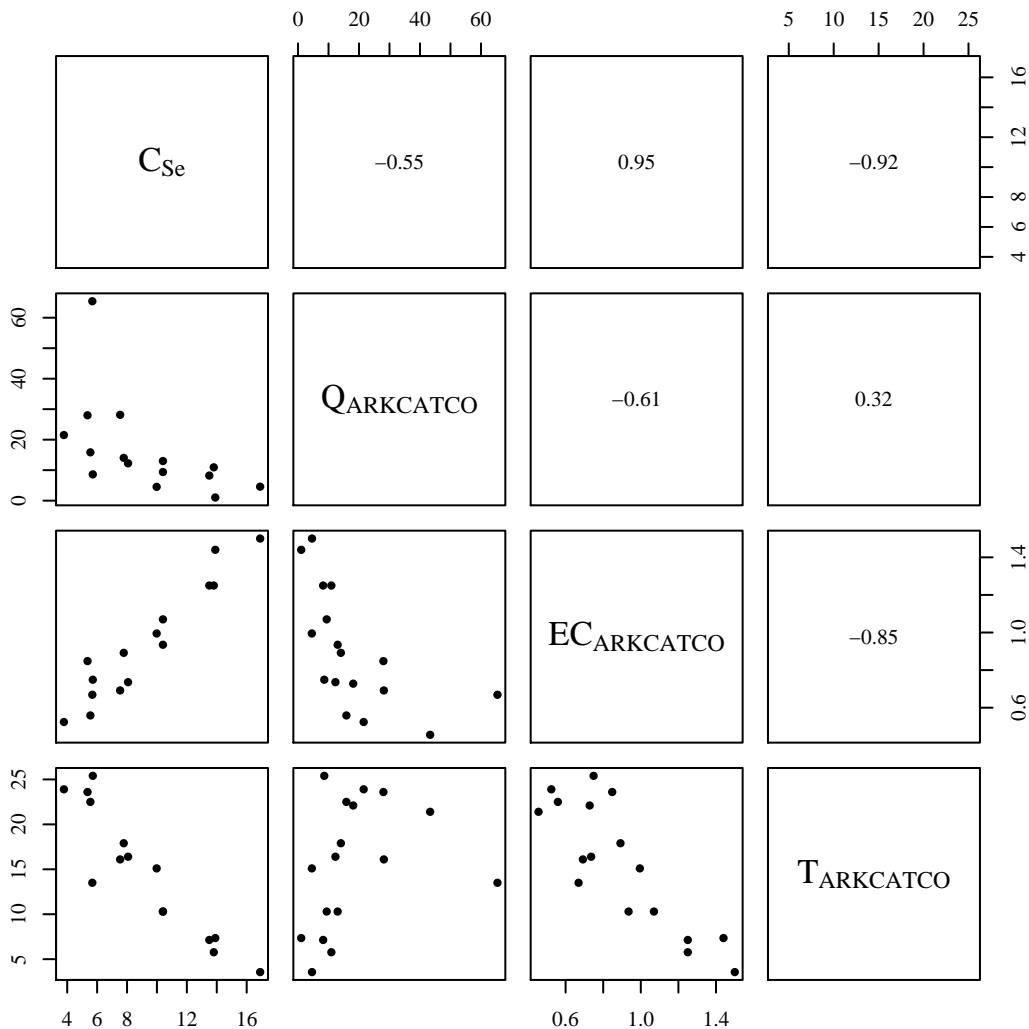 0 20 40 60 5 10 15 20 25
C_Se −0.55 0.95 −0.92 4 6 8 12 16
0 20 40 60 Q_ARKCATCO −0.61 0.32
EC_ARKCATCO −0.85 0.6 1.0 1.4
5 10 15 20 25 T_ARKCATCO
4 6 8 12 16 0.6 1.0 1.4